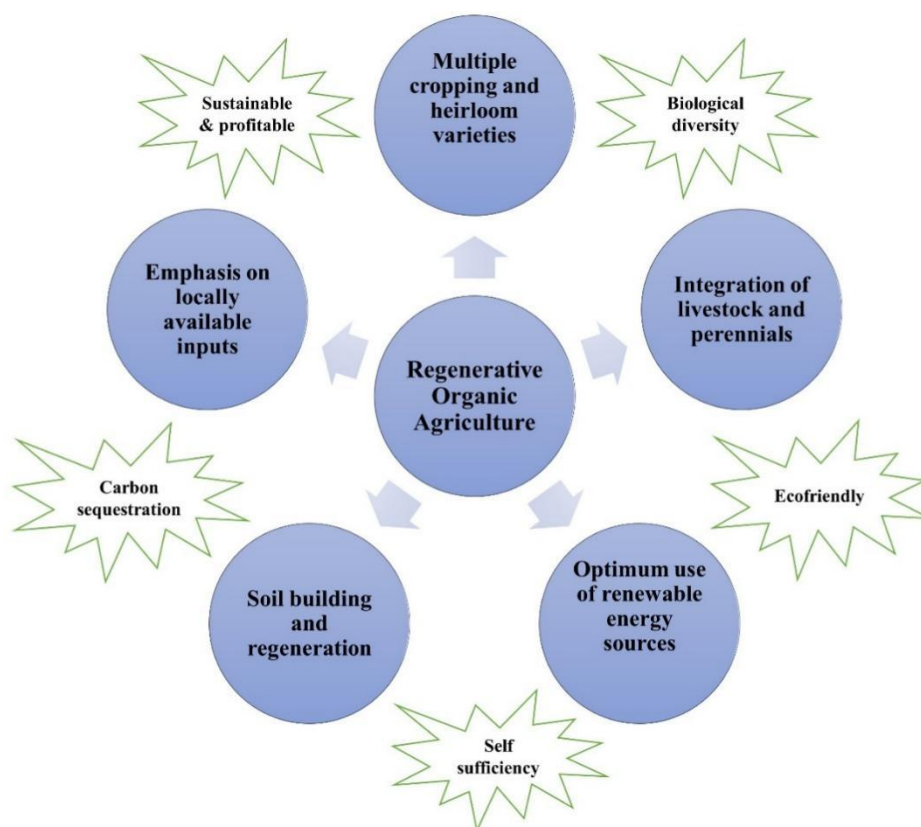 Multiple
cropping and
heirloom
varieties
Sustainable
& profitable
Biological
diversity
Emphasis on
locally
available
inputs
Integration of
livestock and
perennials
Regenerative
Organic
Agriculture
Carbon
sequestration
Ecofriendly
Soil building
and
regeneration
Optimum use
of renewable
energy
sources
Self
sufficiency